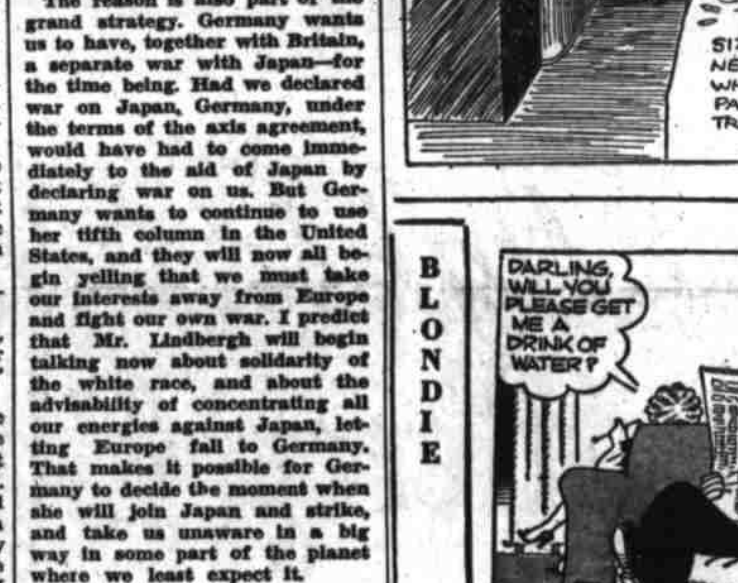 The reason is also part of the
grand strategy. Germany wants
us to have, together with Britain,
a separate war with Japan—for
the time being. Had we declared
war on Japan, Germany, under
the terms of the axis agreement,
would have had to come imme-
diately to the aid of Japan by
declaring war on us. But Ger-
many wants to continue to use
her tifth column in the United
States, and they will now all be-
gin yelling that we must take
our interests away from Europe
and fight our own war. I predict
that Mr. Lindbergh will begin
talking now about solidarity of
the white race, and about the
advisability of concentrating all
our energies against Japan, let-
ting Europe fall to Germany.
That makes it possible for Ger-
many to decide the moment when
she will join Japan and strike,
and take us unaware in a big
way in some part of the planet
where we least expect it.
BLONDIE
DARLING,
WILL YOU
PLEASE GET
ME A
DRINK OF
WATER?